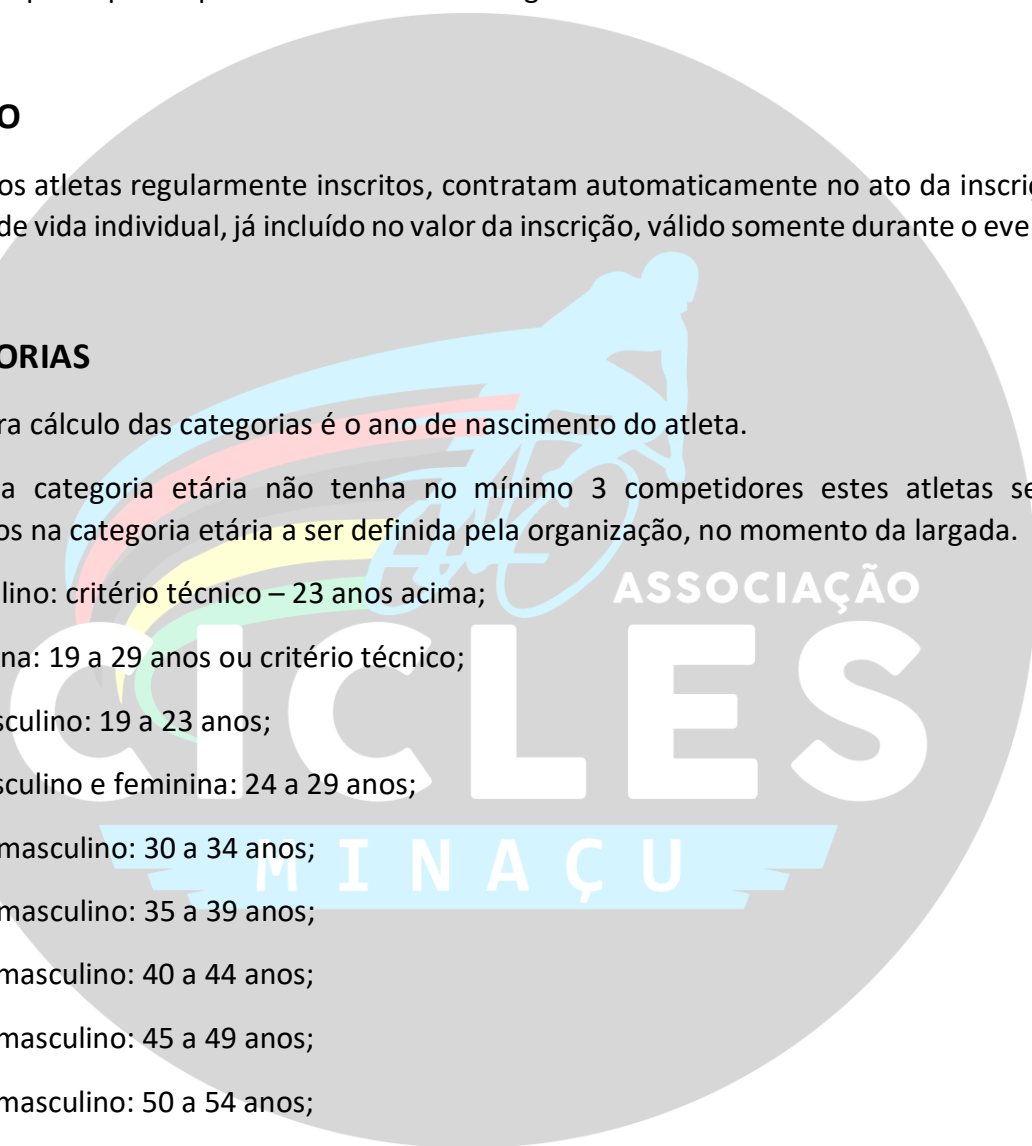 O
os atletas regularmente inscritos, contratam automaticamente no ato da inscriç
de vida individual, já incluído no valor da inscrição, válido somente durante o eve
ORIAS
ra cálculo das categorias é o ano de nascimento do atleta.
a categoria etária não tenha no mínimo 3 competidores estes atletas se
os na categoria etária a ser definida pela organização, no momento da largada.
lino: critério técnico – 23 anos acima;
ASSOCIAÇÃO
CICLES
na: 19 a 29 anos ou critério técnico;
sculino: 19 a 23 anos;
sculino e feminina: 24 a 29 anos;
MINAÇU
masculino: 30 a 34 anos;
masculino: 35 a 39 anos;
masculino: 40 a 44 anos;
masculino: 45 a 49 anos;
masculino: 50 a 54 anos;